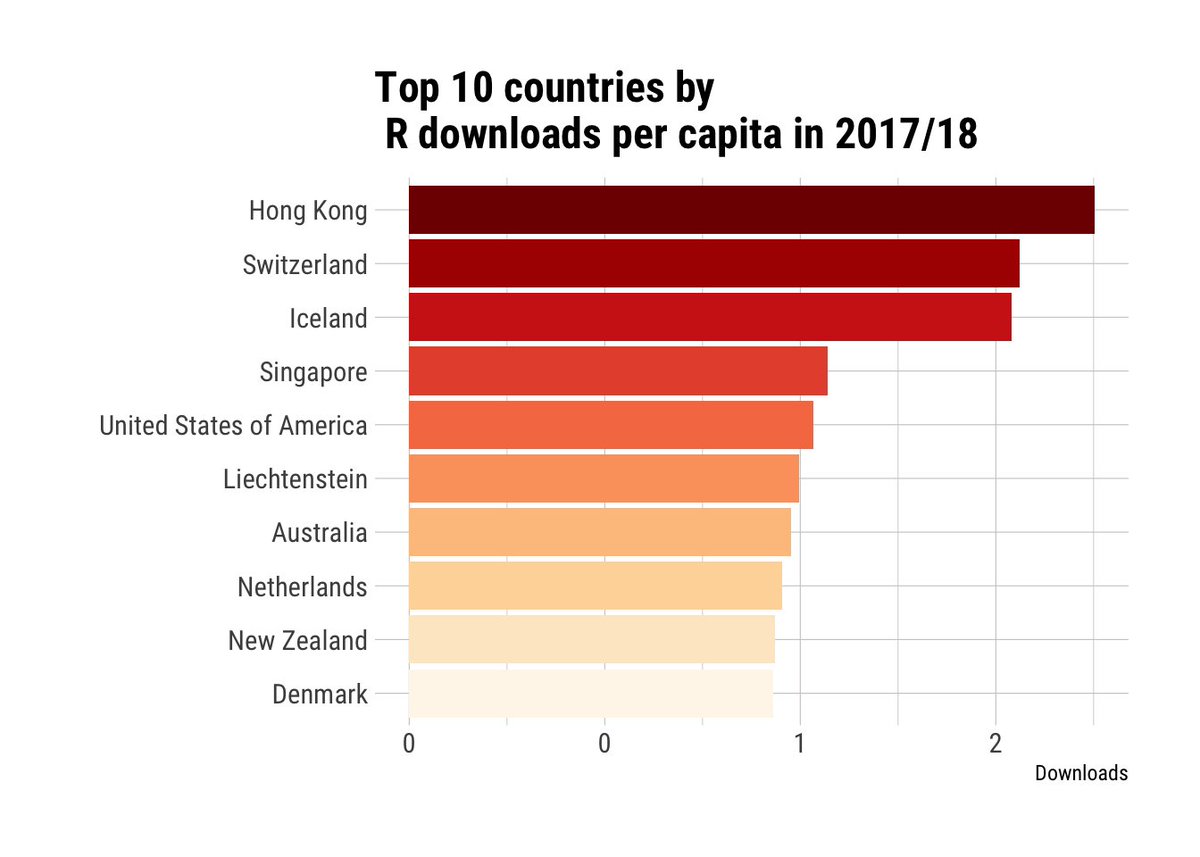 Top 10 countries by
R downloads per capita in 2017/18
Hong Kong
Switzerland
Iceland
Singapore
United States of America
Liechtenstein
Australia
Netherlands
New Zealand
Denmark
0 0 1 2
Downloads